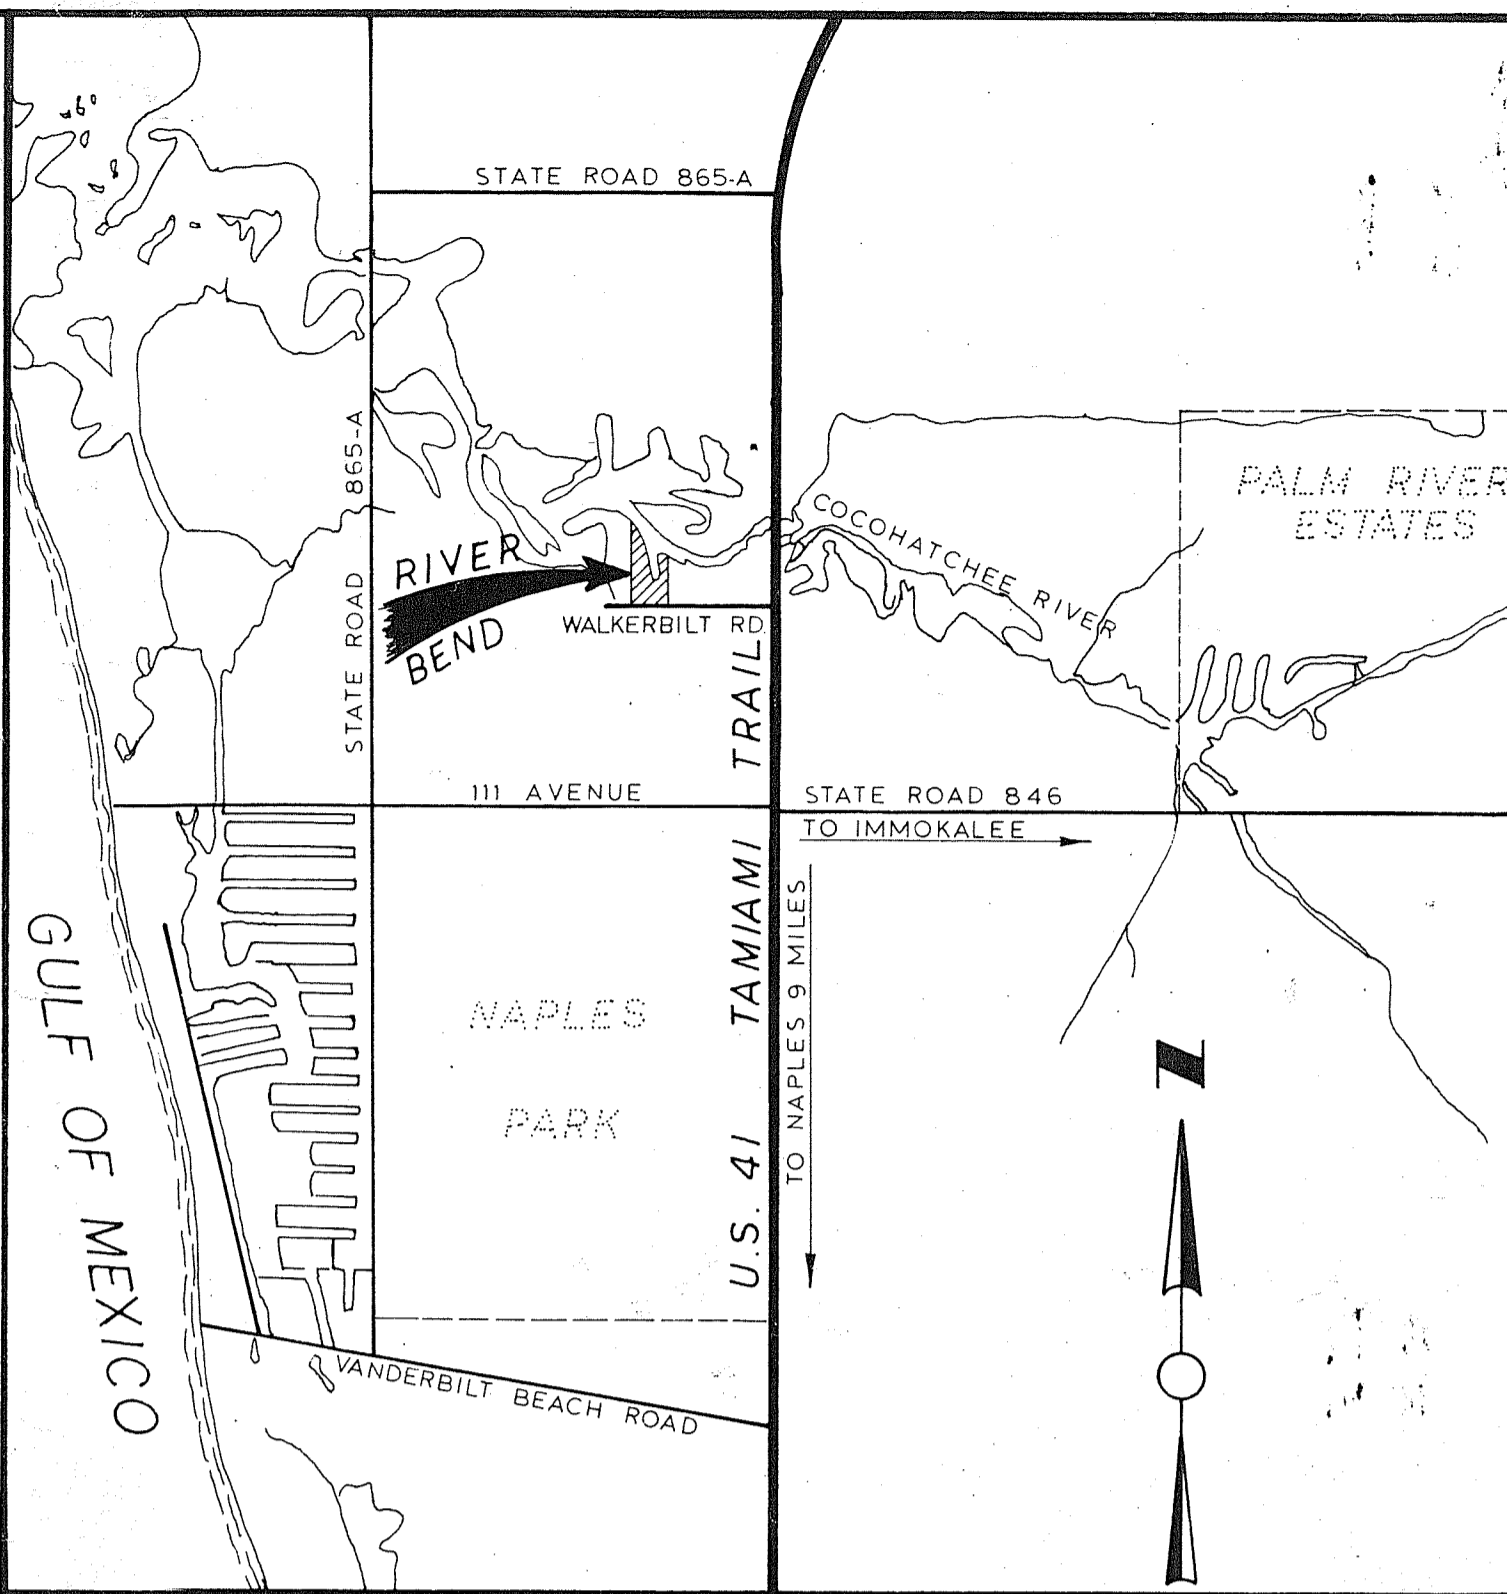 STATE ROAD 865-A
STATE ROAD 865-A
PALM RIVER
ESTATES
COCOHATCHEE RIVER
RIVER
BEND
WALKERBILT RD.
111 AVENUE
STATE ROAD 846
TO IMMOKALEE
U.S. 41 TAMIAMI TRAIL
TO NAPLES 9 MILES
GULF OF MEXICO
NAPLES
PARK
N
VANDERBILT BEACH ROAD